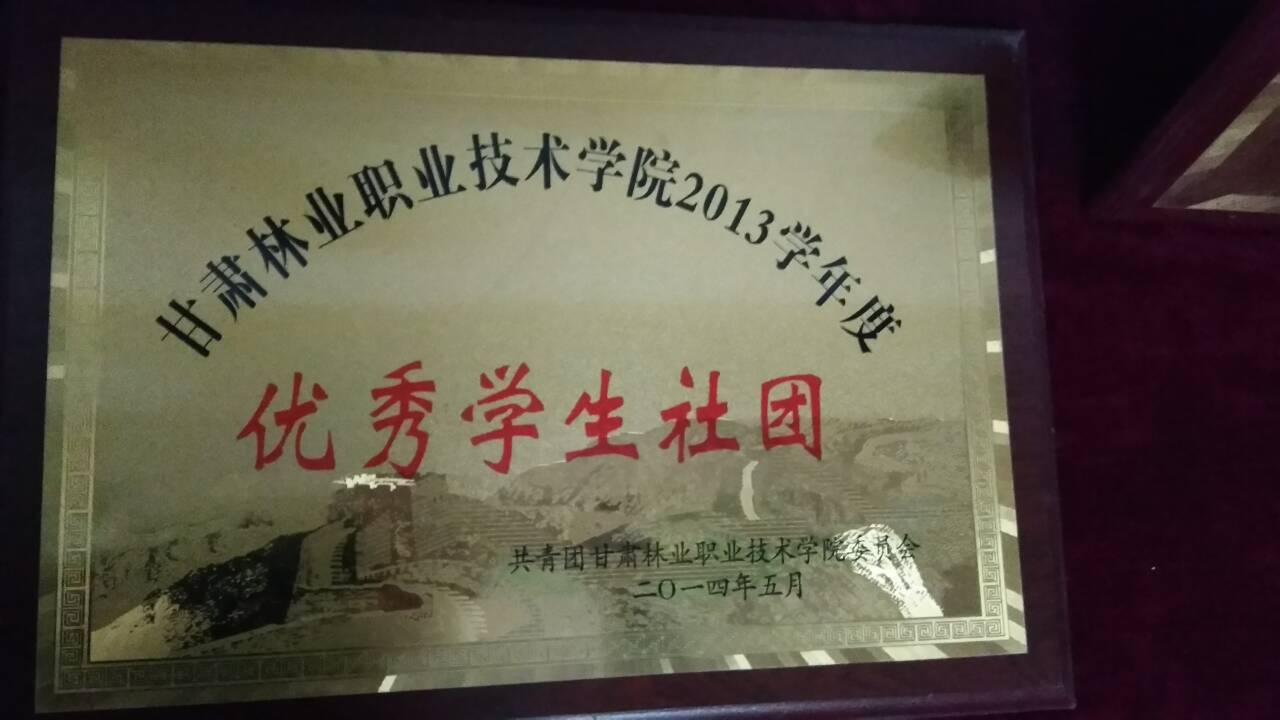 甘肃林业职业技术学院2013学年度
优秀学生社团
共青团甘肃林业职业技术学院委员会
二〇一四年五月